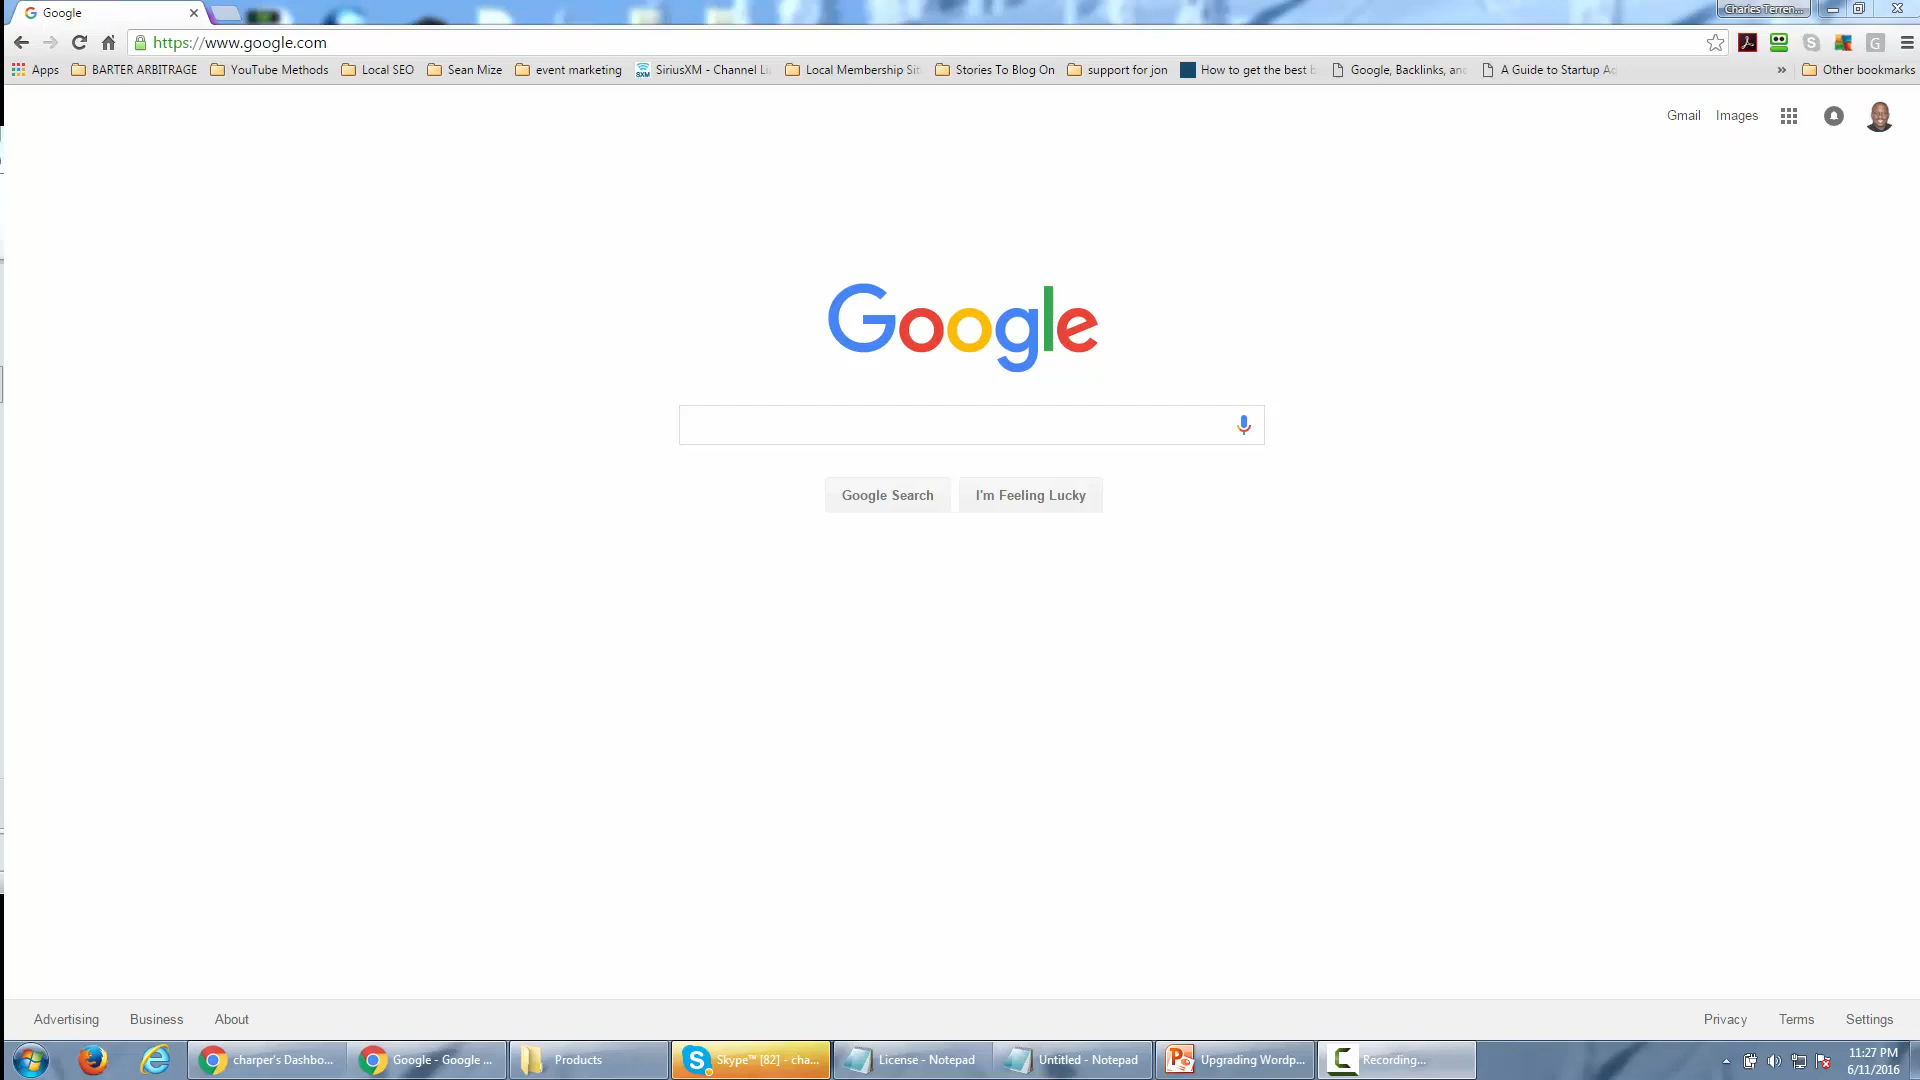 Google
Charles Terren...
https://www.google.com
Apps BARTER ARBITRAGE YouTube Methods Local SEO Sean Mize event marketing SiriusXM - Channel Li Local Membership Sit Stories To Blog On support for jon How to get the best b Google, Backlinks, and A Guide to Startup Ac » Other bookmarks
Gmail Images
Google
Google Search I'm Feeling Lucky
Advertising Business About Privacy Terms Settings
charper's Dashbo... Google - Google ... Products Skype™ [82] - cha... License - Notepad Untitled - Notepad Upgrading Wordp... Recording...
11:27 PM
6/11/2016